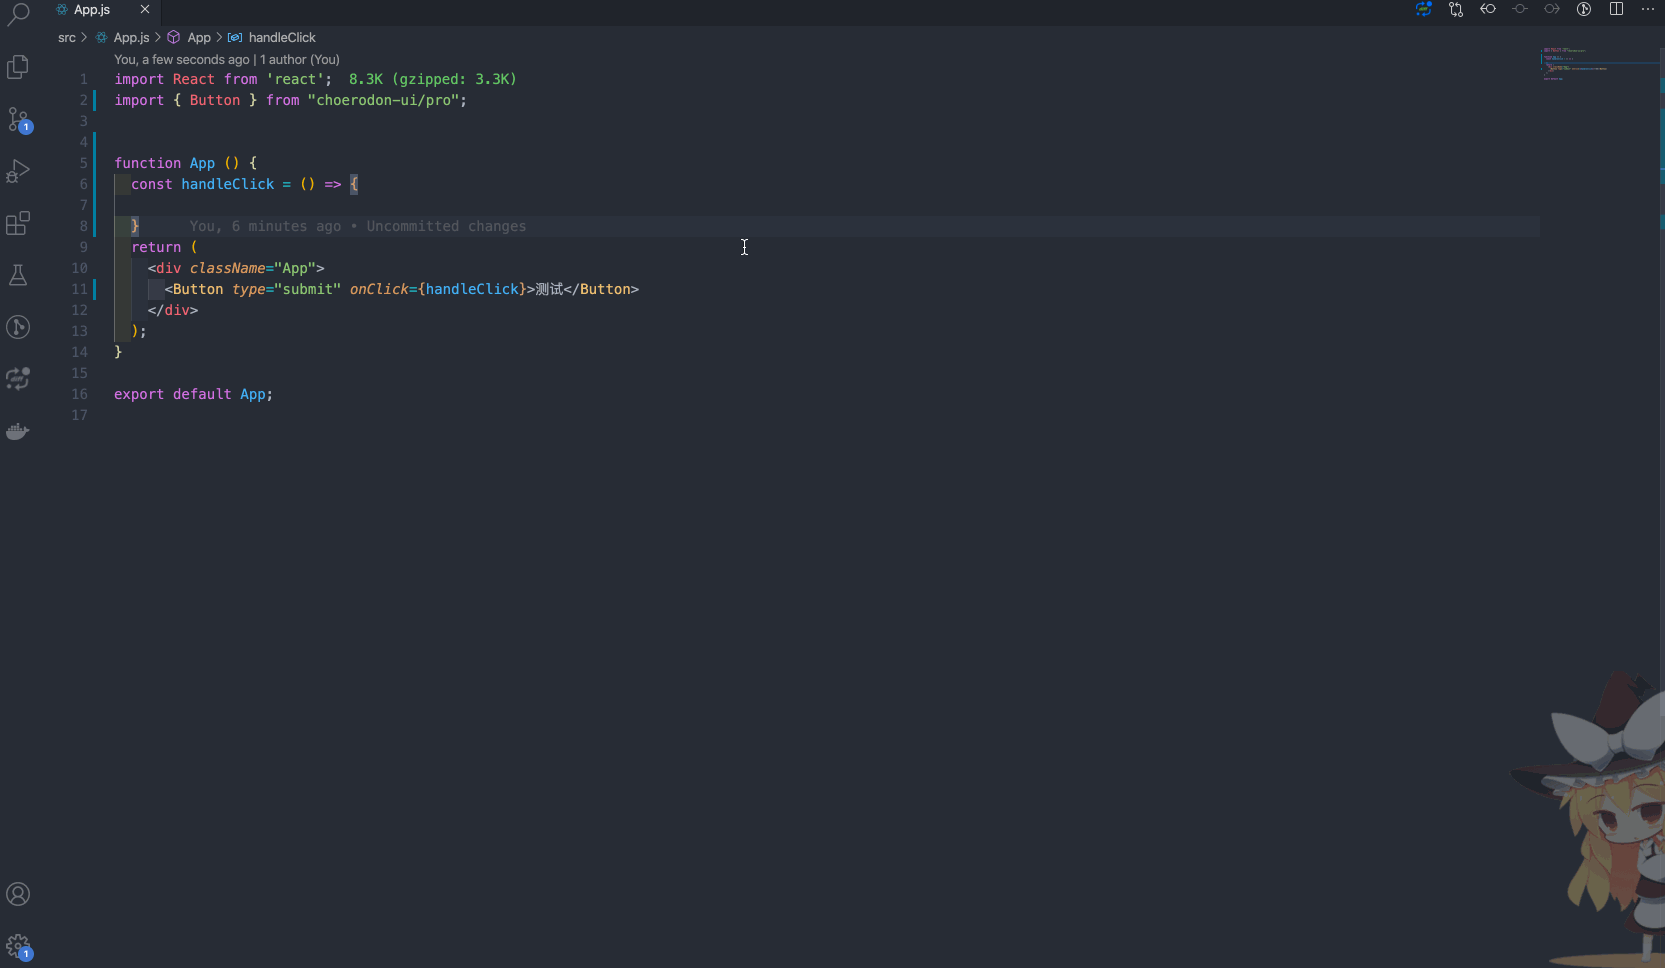 App.js
src > App.js > App > handleClick
You, a few seconds ago | 1 author (You)
1 import React from 'react'; 8.3K (gzipped: 3.3K)
2 import { Button } from "choerodon-ui/pro";
3
4
5 function App () {
6 const handleClick = () => {
7
8 } You, 6 minutes ago • Uncommitted changes
9 return (
10 <div className="App">
11 <Button type="submit" onClick={handleClick}>测试</Button>
12 </div>
13 );
14 }
15
16 export default App;
17
1
1